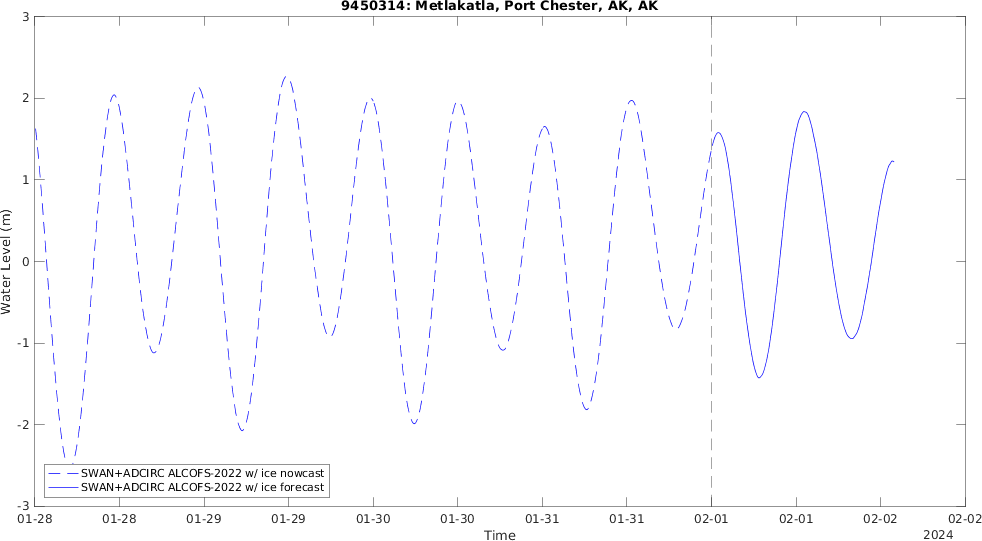 9450314: Metlakatla, Port Chester, AK, AK
3
2
1
0
-1
-2
-3
Water Level (m)
SWAN+ADCIRC ALCOFS-2022 w/ ice nowcast
SWAN+ADCIRC ALCOFS-2022 w/ ice forecast
01-28 01-28 01-29 01-29 01-30 01-30 01-31 01-31 02-01 02-01 02-02 02-02
Time
2024